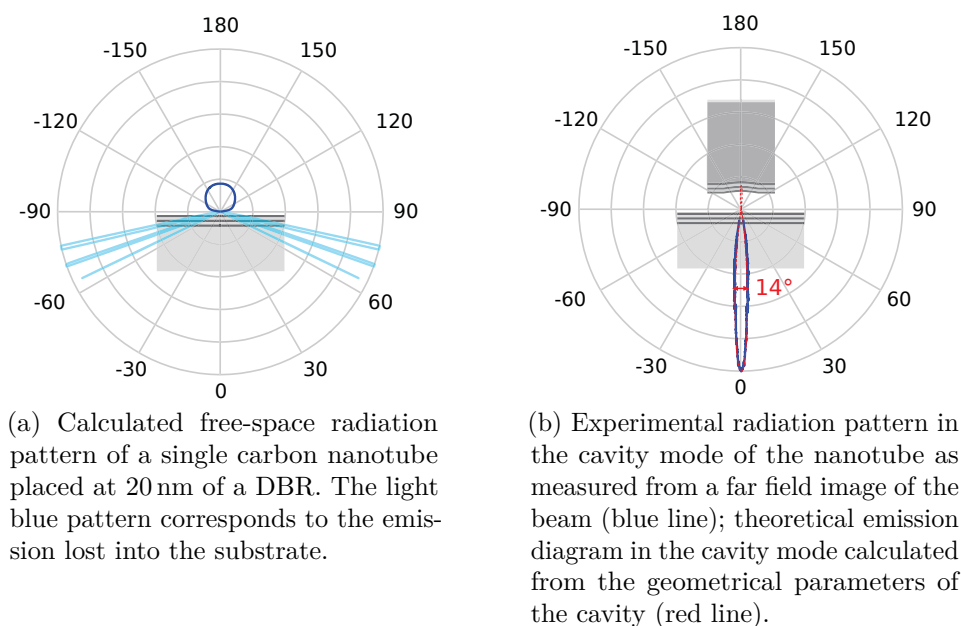 180
-150
150
-120
120
-90
90
-60
60
-30
30
0
(a) Calculated free-space radiation
pattern of a single carbon nanotube
placed at 20 nm of a DBR. The light
blue pattern corresponds to the emis-
sion lost into the substrate.
180
-150
150
-120
120
-90
90
14°
-60
60
-30
30
0
(b) Experimental radiation pattern in
the cavity mode of the nanotube as
measured from a far field image of the
beam (blue line); theoretical emission
diagram in the cavity mode calculated
from the geometrical parameters of
the cavity (red line).